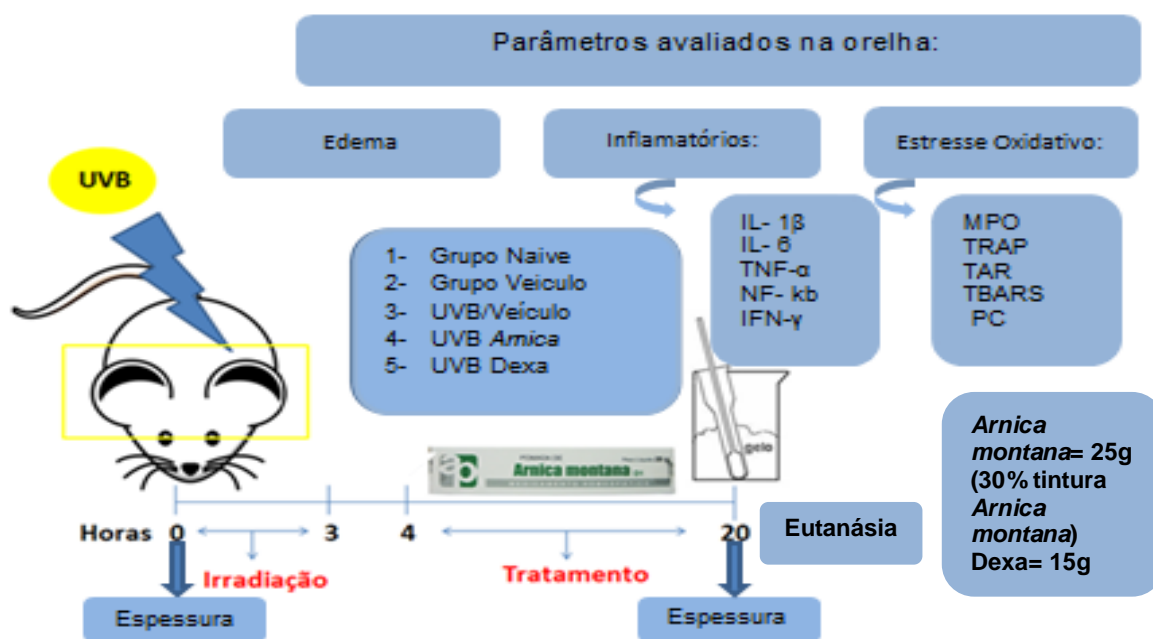 Parâmetros avaliados na orelha:
Edema
Inflamatórios:
Estresse Oxidativo:
UVB
1- Grupo Naive
2- Grupo Veiculo
3- UVB/Veículo
4- UVB Arnica
5- UVB Dexa
IL- 1β
IL- 6
TNF-α
NF- kb
IFN-γ
MPO
TRAP
TAR
TBARS
PC
gelo
POMADA DE
Arnica montana
Arnica
montana= 25g
(30% tintura
Arnica
montana)
Dexa= 15g
Horas 0 3 4 20
Eutanásia
Irradiação
Tratamento
Espessura
Espessura